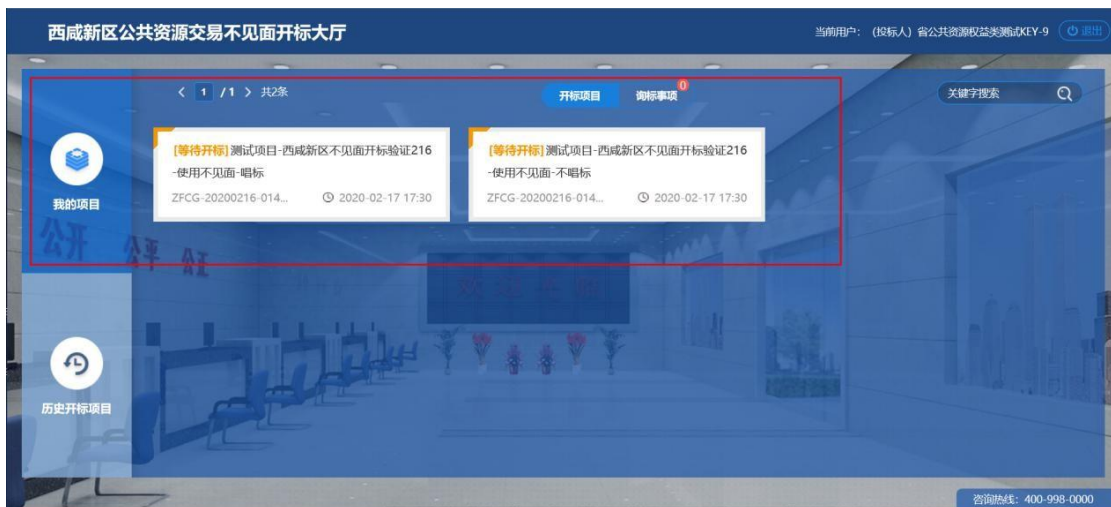 西咸新区公共资源交易不见面开标大厅
当前用户: (投标人) 省公共资源权益类测试KEY-9 退出
1 / 1 共2条 开标项目 询标事项 0 关键字搜索
[等待开标] 测试项目-西咸新区不见面开标验证216
-使用不见面-唱标
ZFCG-20200216-014... 2020-02-17 17:30
[等待开标] 测试项目-西咸新区不见面开标验证216
-使用不见面-不唱标
ZFCG-20200216-014... 2020-02-17 17:30
我的项目
公开 公平 公正
历史开标项目
咨询热线: 400-998-0000